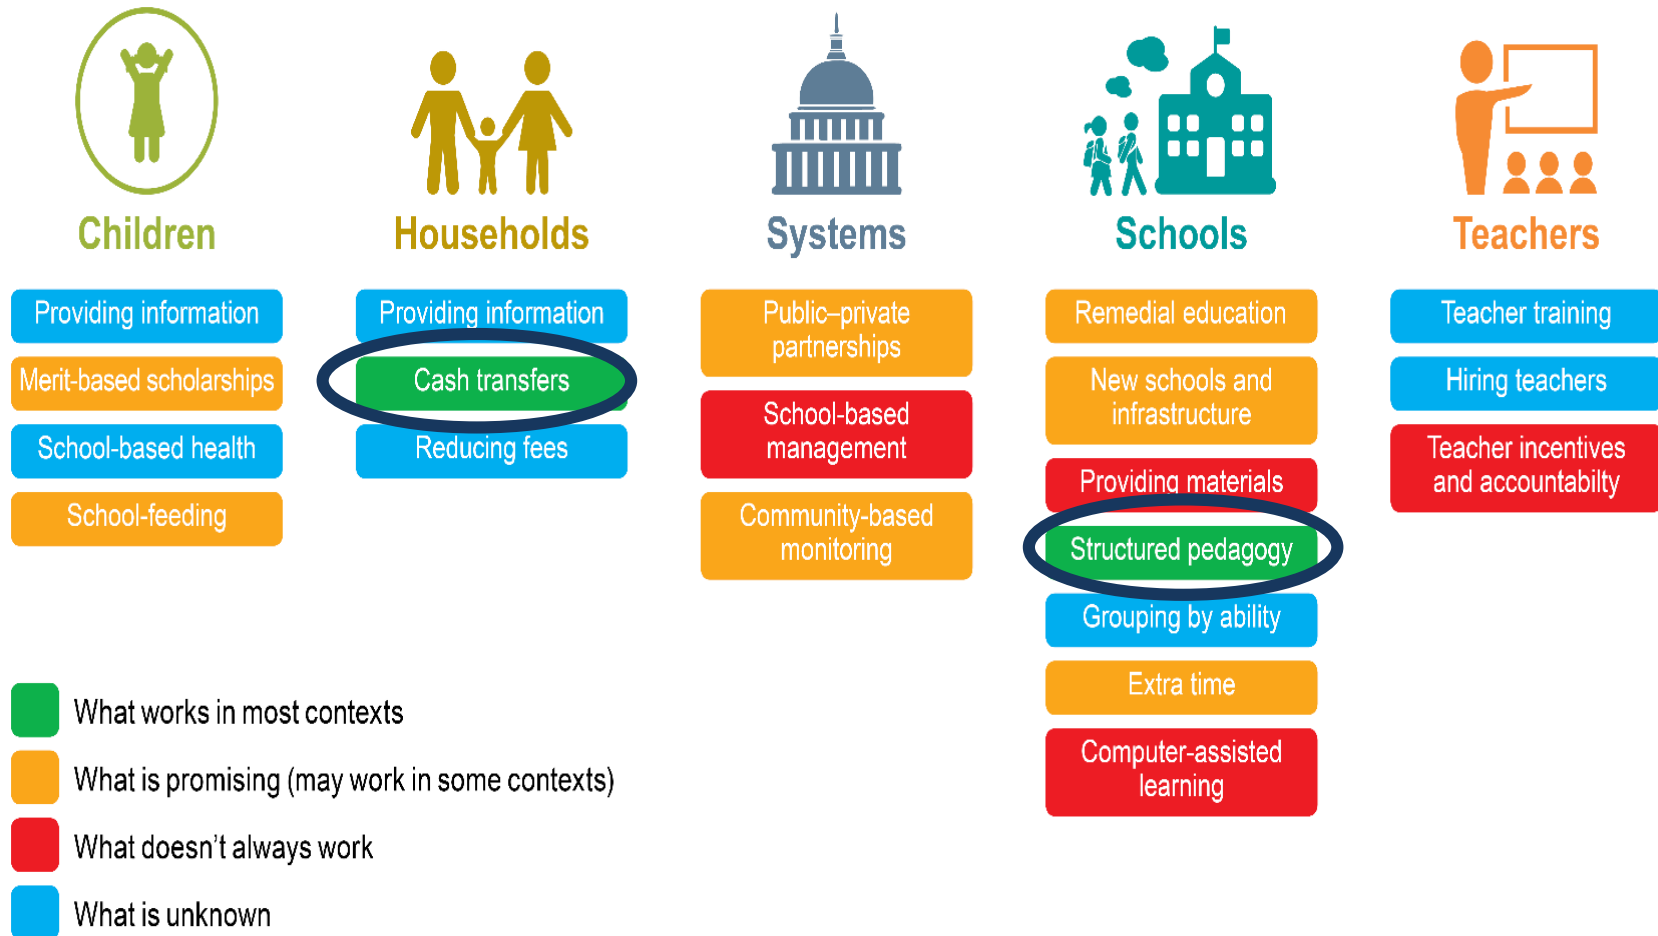 Children
Households
Systems
Schools
Teachers
Providing information
Merit-based scholarships
School-based health
School-feeding
Providing information
Cash transfers
Reducing fees
Public–private
partnerships
School-based
management
Community-based
monitoring
Remedial education
New schools and
infrastructure
Providing materials
Structured pedagogy
Grouping by ability
Extra time
Computer-assisted
learning
Teacher training
Hiring teachers
Teacher incentives
and accountabilty
What works in most contexts
What is promising (may work in some contexts)
What doesn’t always work
What is unknown